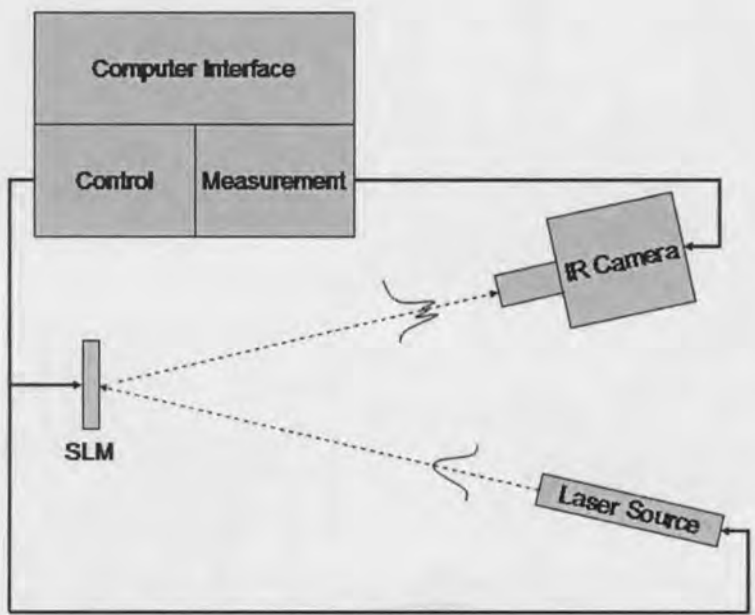 Computer Interface
Control
Measurement
IR Camera
SLM
Laser Source